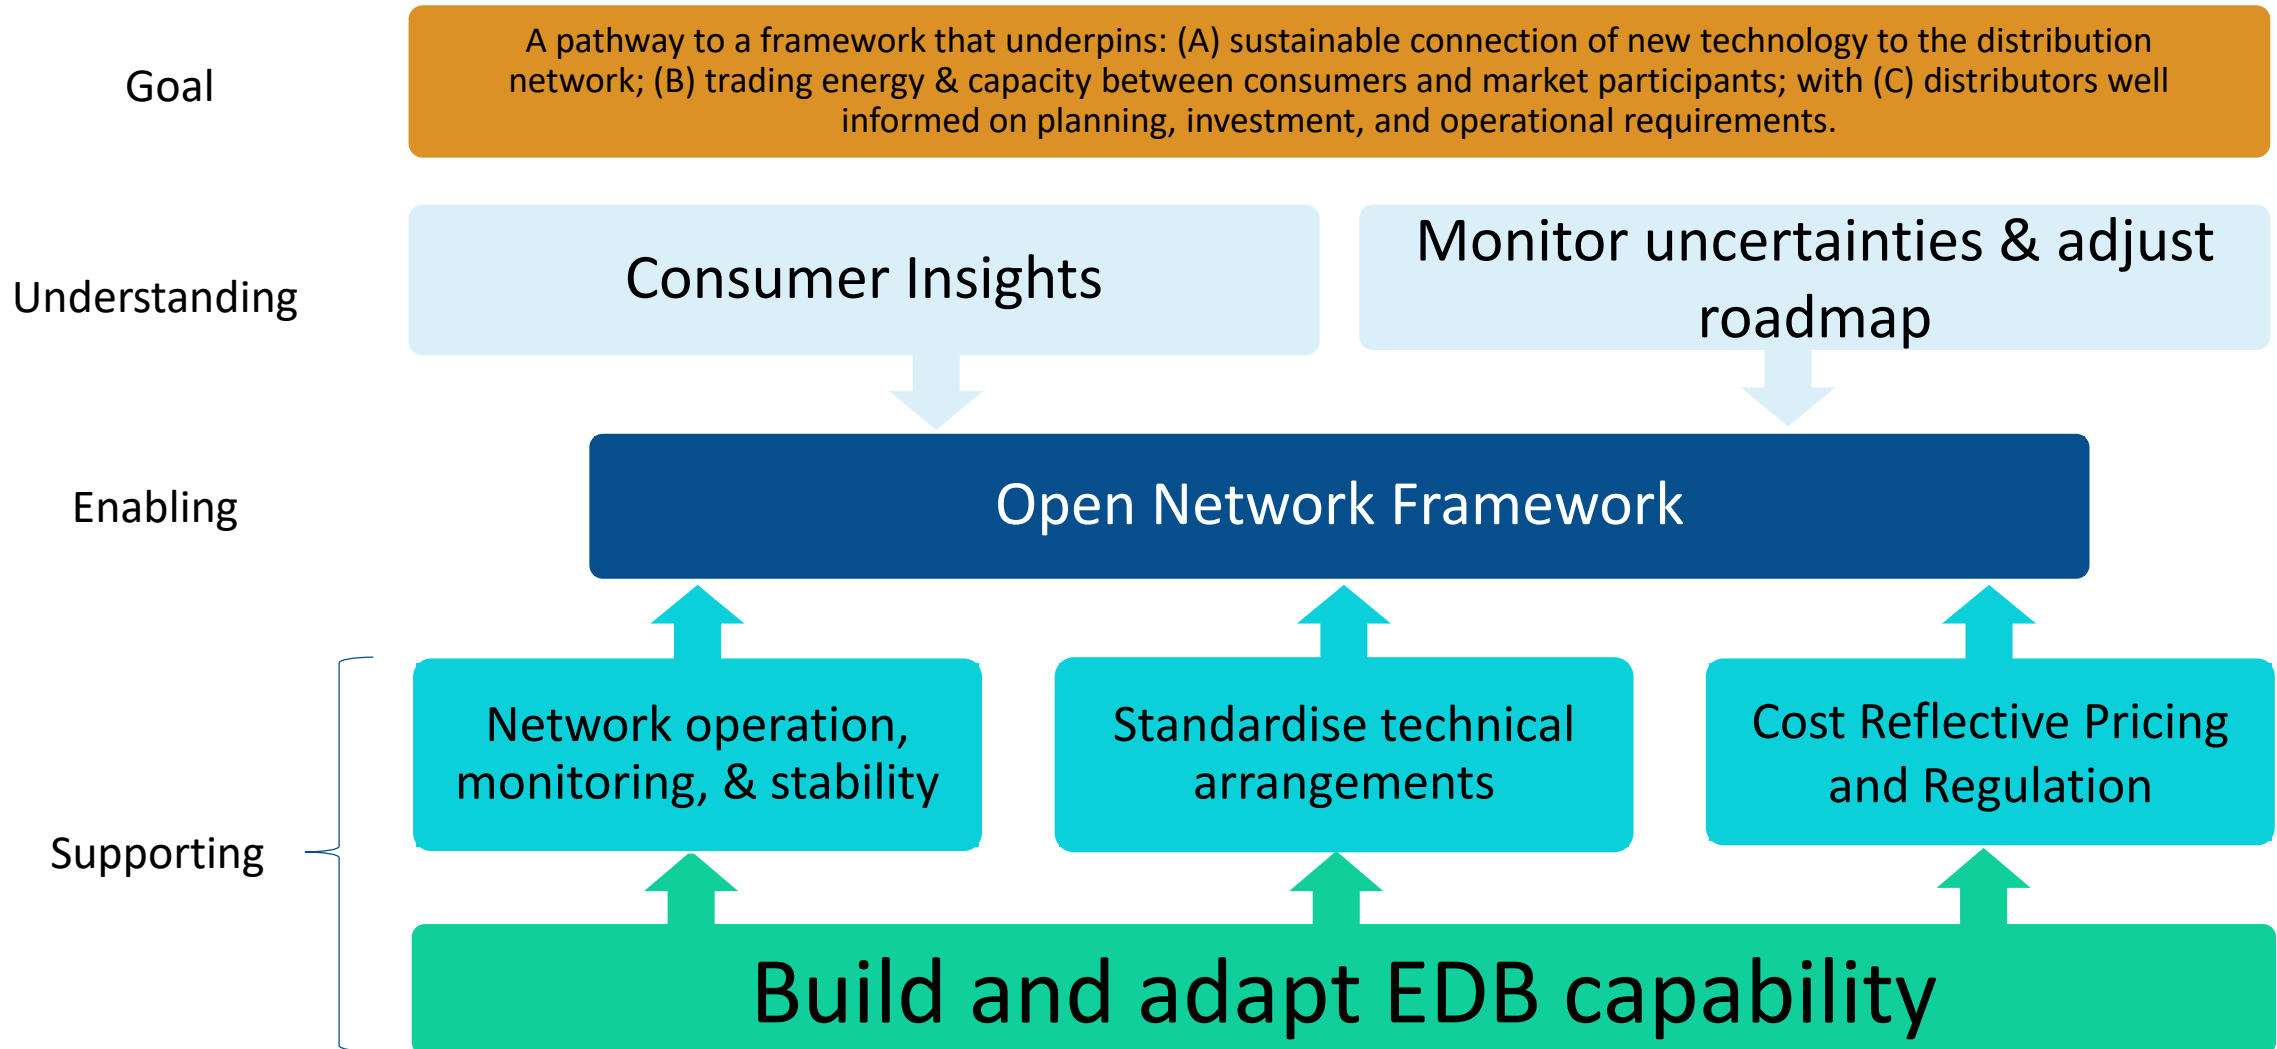 Goal
A pathway to a framework that underpins: (A) sustainable connection of new technology to the distribution
network; (B) trading energy & capacity between consumers and market participants; with (C) distributors well
informed on planning, investment, and operational requirements.
Understanding
Consumer Insights
Monitor uncertainties & adjust
roadmap
Enabling
Open Network Framework
Supporting
Network operation,
monitoring, & stability
Standardise technical
arrangements
Cost Reflective Pricing
and Regulation
Build and adapt EDB capability